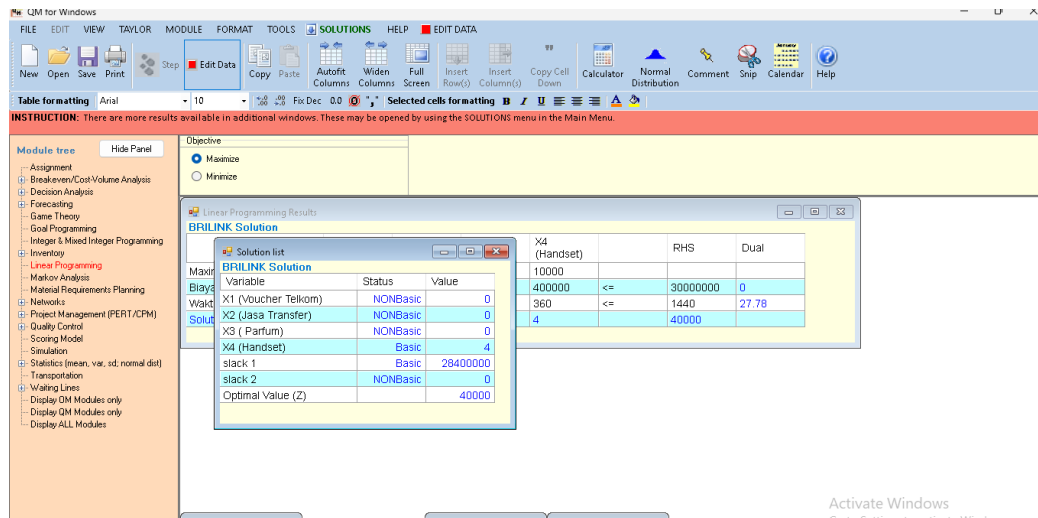 QM for Windows
FILE EDIT VIEW TAYLOR MODULE FORMAT TOOLS SOLUTIONS HELP EDIT DATA
New Open Save Print Step Edit Data Copy Paste Autofit Columns Widen Columns Full Screen Insert Row(s) Insert Column(s) Copy Cell Down Calculator Normal Distribution Comment Snip Calendar Help
Table formatting Arial 10 Fix Dec 0.0 "," Selected cells formatting B I U A
INSTRUCTION: There are more results available in additional windows. These may be opened by using the SOLUTIONS menu in the Main Menu.
Module tree Hide Panel
Assignment
Breakeven/Cost-Volume Analysis
Decision Analysis
Forecasting
Game Theory
Goal Programming
Integer & Mixed Integer Programming
Inventory
Linear Programming
Markov Analysis
Material Requirements Planning
Networks
Project Management (PERT/CPM)
Quality Control
Scoring Model
Simulation
Statistics (mean, var, sd; normal dist)
Transportation
Waiting Lines
Display OM Modules only
Display QM Modules only
Display ALL Modules
Objective
Maximize
Minimize
Linear Programming Results
BRILINK Solution
X4 (Handset) RHS Dual
Maxir 10000
Biaya 400000 <= 30000000 0
Wakt 360 <= 1440 27.78
Solut 4 40000
Solution list
BRILINK Solution
Variable Status Value
X1 (Voucher Telkom) NONBasic 0
X2 (Jasa Transfer) NONBasic 0
X3 ( Parfum) NONBasic 0
X4 (Handset) Basic 4
slack 1 Basic 28400000
slack 2 NONBasic 0
Optimal Value (Z) 40000
Activate Windows